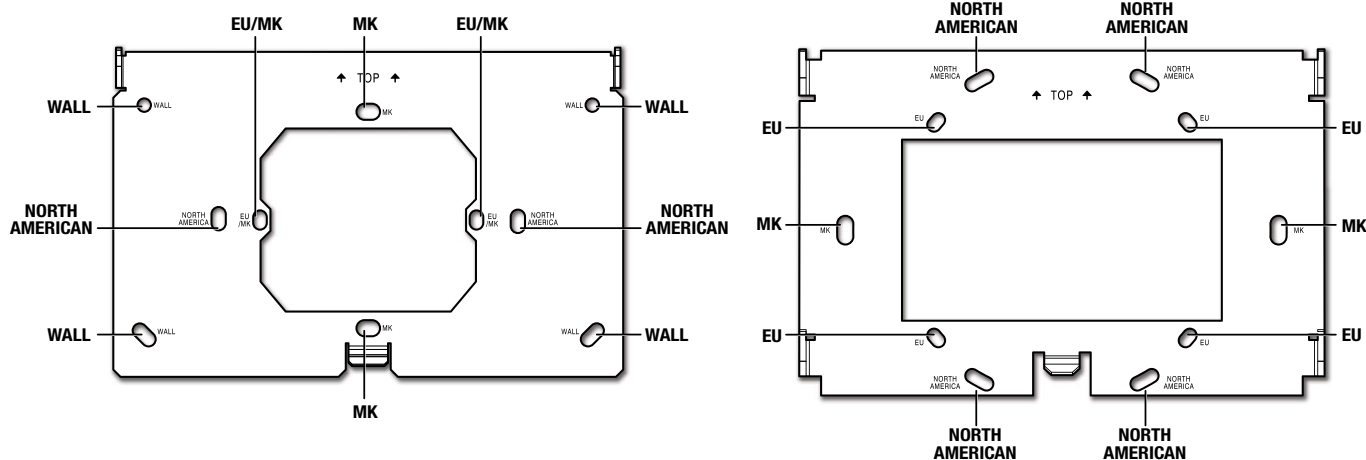 EU/MK
MK
EU/MK
↑ TOP ↑
WALL
WALL
MK
WALL
WALL
NORTH
AMERICAN
NORTH
AMERICA
EU
/MK
EU
/MK
NORTH
AMERICA
NORTH
AMERICAN
WALL
WALL
MK
WALL
WALL
MK
NORTH
AMERICAN
NORTH
AMERICAN
NORTH
AMERICA
NORTH
AMERICA
↑ TOP ↑
EU
EU
EU
EU
MK
MK
MK
MK
EU
EU
EU
EU
NORTH
AMERICA
NORTH
AMERICA
NORTH
AMERICAN
NORTH
AMERICAN